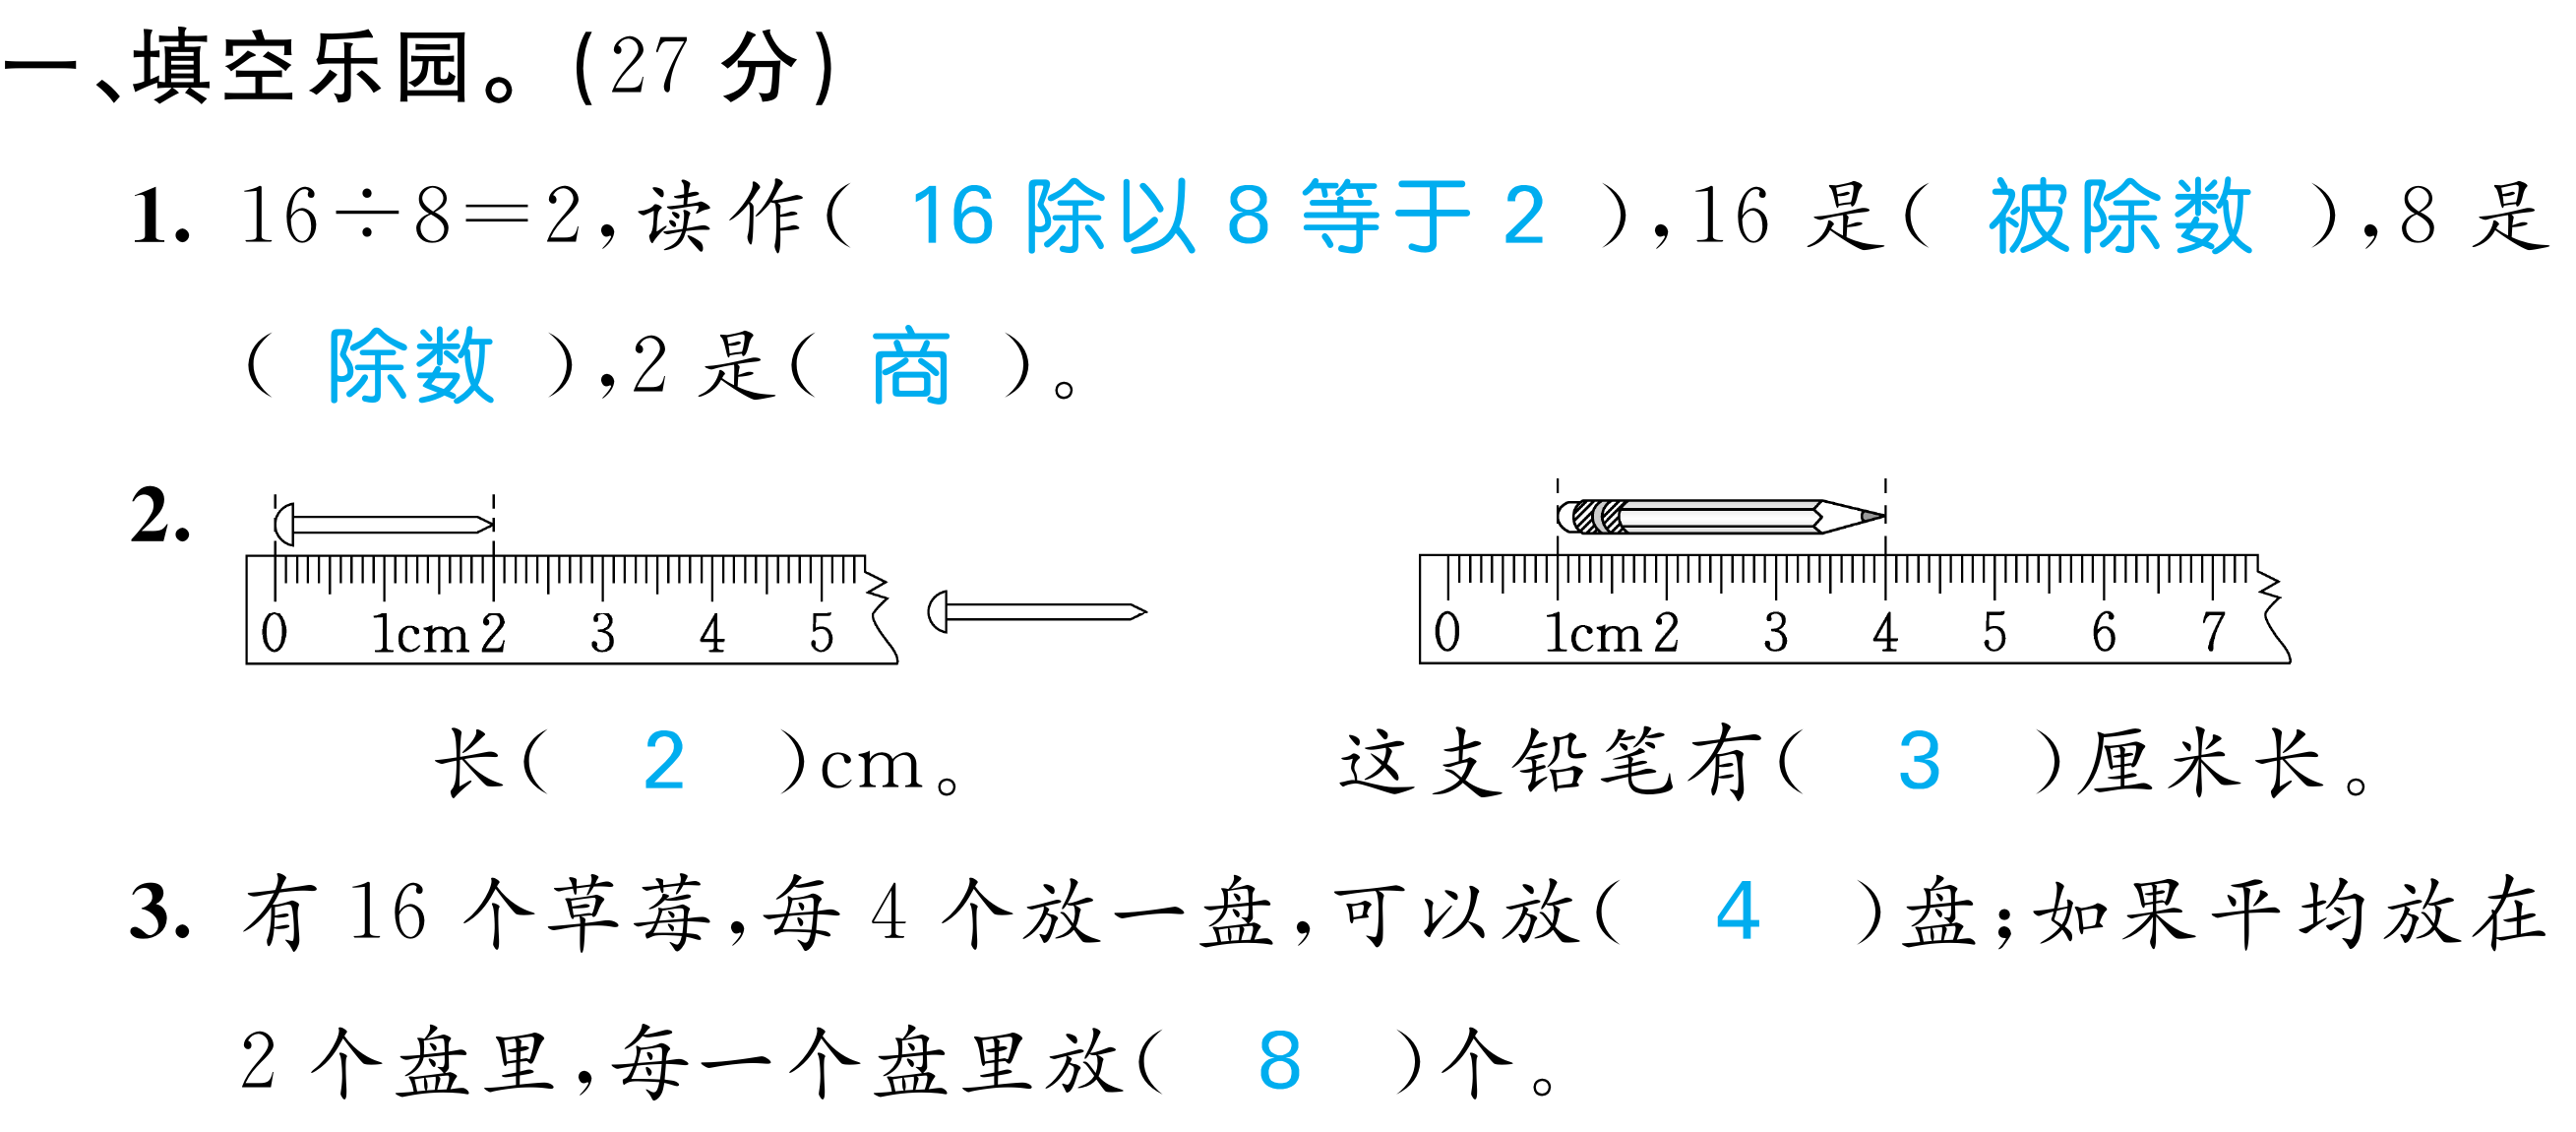 一、填空乐园。(27 分)
1. 16÷8=2,读作( 16 除以 8 等于 2 ),16 是( 被除数 ),8 是
( 除数 ),2 是( 商 )。
2.
0 1cm 2 3 4 5
0 1cm 2 3 4 5 6 7
长( 2 )cm。 这支铅笔有( 3 )厘米长。
3. 有 16 个草莓,每 4 个放一盘,可以放( 4 )盘;如果平均放在
2 个盘里,每一个盘里放( 8 )个。